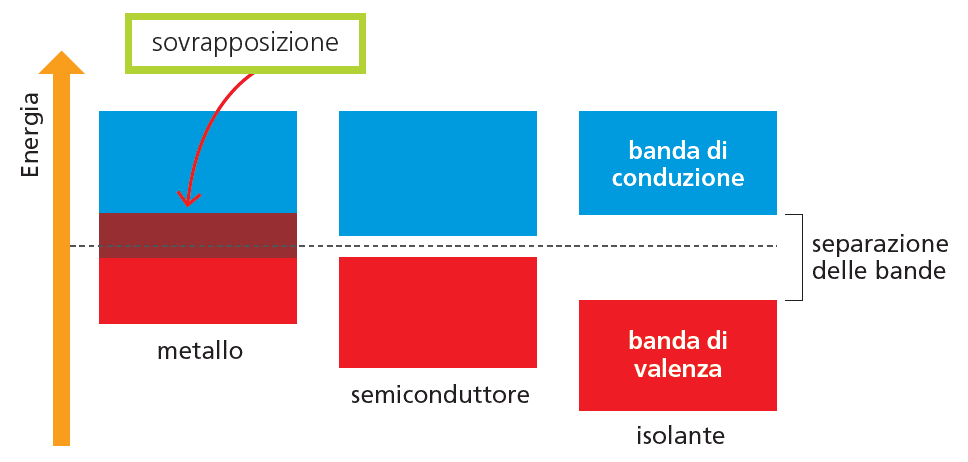 sovrapposizione
Energia
banda di
conduzione
separazione
delle bande
banda di
valenza
metallo
semiconduttore
isolante